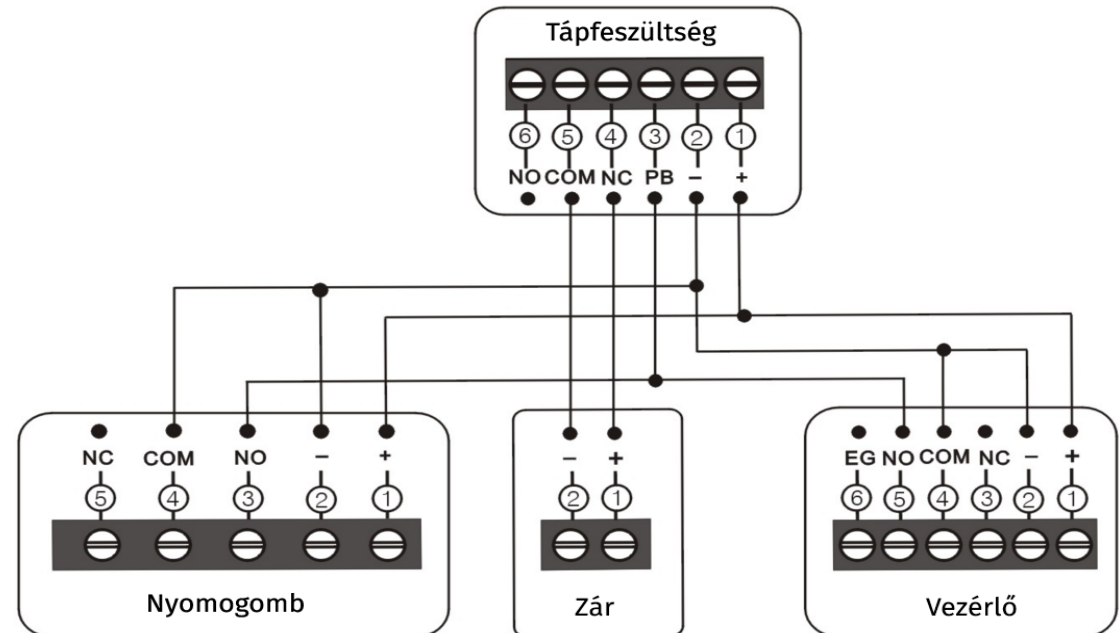 Tápfeszültség
6 5 4 3 2 1
NO COM NC PB – +
NC COM NO – +
5 4 3 2 1
Nyomogomb
– +
2 1
Zár
EG NO COM NC – +
6 5 4 3 2 1
Vezérlő